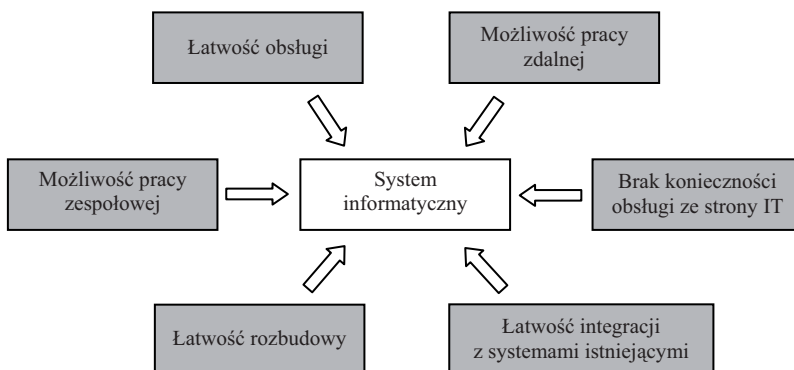 Łatwość obsługi
Możliwość pracy
zdalnej
Możliwość pracy
zespołowej
System
informatyczny
Brak konieczności
obsługi ze strony IT
Łatwość rozbudowy
Łatwość integracji
z systemami istniejącymi